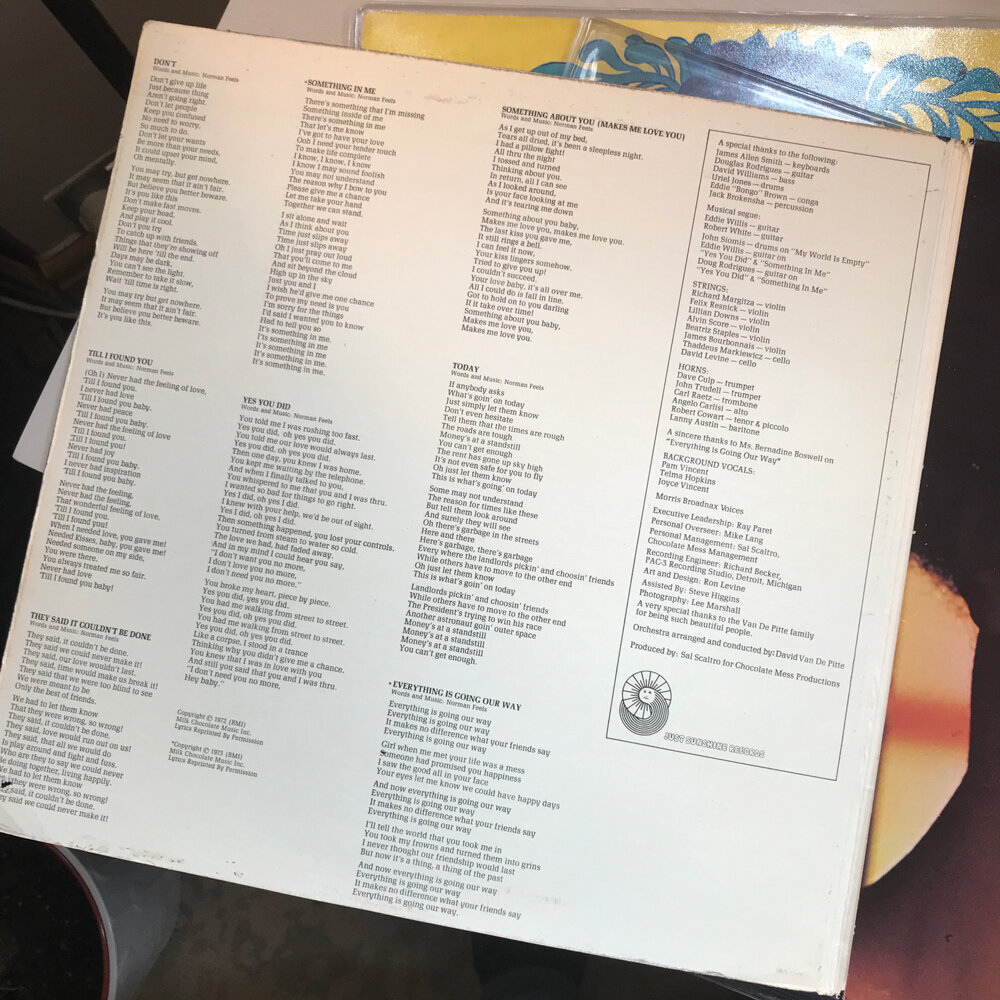 DON'T
Words and Music: Norman Feels
Don't give up life
Just because thing
Aren't going right.
Don't let people
Keep you confused
No need to worry,
So much to do,
Don't let your wants
Be more than your needs,
It could upset your mind,
Oh mentally.
You may try, but get nowhere.
It may seem that it ain't fair.
But believe you better beware.
It's you like this
Don't make fast moves.
Keep your head,
And play it cool.
Don't you try
To catch up with friends.
Things that they're showing off
Will be here 'till the end.
Days may be dark,
You can't see the light.
Remember to take it slow,
Wait 'Till time is right.
You may try but get nowhere.
It may seem that it ain't fair.
But believe you better beware.
It's you like this.
TILL I FOUND YOU
Words and Music: Norman Feels
(Oh I) Never had the feeling of love,
'Till I found you.
I never had love
'Till I found you baby.
Never had peace
'Till I found you baby.
Never had the feeling of love
'Till I found you.
'Till I found you!
Never had joy
'Till I found you baby.
I never had inspiration
'Till I found you baby.
Never had the feeling,
Never had the feeling,
That wonderful feeling of love,
'Till I found you.
'Till I found you!
When I needed love, you gave me!
Needed kisses, baby, you gave me!
Needed someone on my side,
You were there.
You always treated me so fair.
Never had love
Till I found you baby!
THEY SAID IT COULDN'T BE DONE
Words and Music: Norman Feels
They said, it couldn't be done.
They said we could never make it!
They said, our love wouldn't last.
They said, time would make us break it!
They said that we were too blind to see
We were meant to be
Only the best of friends.
We had to let them know
That they were wrong, so wrong!
They said, it couldn't be done.
They said, love would run out on us!
They said, that all we would do
Is play around and fight and fuss.
Who are they to say we could never
Be doing together, living happily.
We had to let them know
they were wrong, so wrong!
said, it couldn't be done.
said we could never make it!
*SOMETHING IN ME
Words and Music: Norman Feels
There's something that I'm missing
Something inside of me
There's something in me
That let's me know
I've got to have your love
Ooh I need your tender touch
To make life complete
I know, I know, I know
I know I may sound foolish
You may not understand
The reason why I bow to you
Please give me a chance
Let me take your hand
Together we can stand.
I sit alone and wait
As I think about you
Time just slips away
Time just slips away
Oh I just pray out loud
That you'll come to me
And sit beyond the cloud
High up in the sky
Just you and I
I wish he'd give me one chance
To prove my need is you
I'm sorry for the things
I'd said I wanted you to know
Had to tell you so
It's something in me.
I'ts something in me.
It's something in me.
It's something in me.
It's something in me.
YES YOU DID
Words and Music: Norman Feels
You told me I was rushing too fast.
Yes you did, oh yes you did.
You told me our love would always last.
Yes you did, oh yes you did.
Then one day, you knew I was home,
You kept me waiting by the telephone.
And when I finally talked to you,
You whispered to me that you and I was thru.
I wanted so bad for things to go right.
Yes I did, oh yes I did.
I knew with your help, we'd be out of sight.
Yes I did, oh yes I did.
Then something happened, you lost your controls,
You turned from steam to water so cold.
The love we had, had faded away.
And in my mind I could hear you say,
"I don't want you no more,
I don't love you no more,
I don't need you no more."
You broke my heart, piece by piece.
Yes you did, yes you did.
You had me walking from street to street.
Yes you did, oh yes you did.
You had me walking from street to street.
Yes you did, oh yes you did.
Like a corpse, I stood in a trance
Thinking why you didn't give me a chance.
You knew that I was in love with you
And still you said that you and I was thru.
"I don't need you no more,
Hey baby."
Copyright © 1972 (BMI)
Milk Chocolate Music Inc.
Lyrics Reprinted By Permission
*Copyright © 1975 (BMI)
Milk Chocolate Music Inc.
Lyrics Reprinted By Permission
SOMETHING ABOUT YOU (MAKES ME LOVE YOU)
Words and Music: Norman Feels
As I get up out of my bed,
Tears all dried, it's been a sleepless night.
I had a pillow fight!
All thru the night
I tossed and turned
Thinking about you.
In return, all I can see
As I looked around,
Is your face looking at me
And it's tearing me down
Something about you baby,
Makes me love you, makes me love you.
The last kiss you gave me,
It still rings a bell.
I can feel it now,
Your kiss lingers somehow.
Tried to give you up!
I couldn't succeed.
Your love baby, it's all over me.
All I could do is fall in line.
Got to hold on to you darling
If it take over time!
Something about you baby,
Makes me love you,
Makes me love you.
TODAY
Words and Music: Norman Feels
If anybody asks
What's goin' on today
Just simply let them know
Don't even hesitate
Tell them that the times are rough
The roads are tough
Money's at a standstill
You can't get enough
The rent has gone up sky high
It's not even safe for you to fly
Oh just let them know
This is what's goin' on today
Some may not understand
The reason for times like these
But tell them look around
And surely they will see
Oh there's garbage in the streets
Here and there
Here's garbage, there's garbage
Every where the landlords pickin' and choosin' friends
While others have to move to the other end
Oh just let them know
This is what's goin' on today
Landlords pickin' and choosin' friends
While others have to move to the other end
The President's trying to win his race
Another astronaut goin' outer space
Money's at a standstill
Money's at a standstill
Money's at a standstill
You can't get enough.
*EVERYTHING IS GOING OUR WAY
Words and Music: Norman Feels
Everything is going our way
Everything is going our way
It makes no difference what your friends say
Everything is going our way
Girl when me met your life was a mess
Someone had promised you happiness
I saw the good all in your face
Your eyes let me know we could have happy days
And now everything is going our way
Everything is going our way
It makes no difference what your friends say
Everything is going our way
I'll tell the world that you took me in
You took my frowns and turned them into grins
I never thought our friendship would last
But now it's a thing, a thing of the past
And now everything is going our way
Everything is going our way
It makes no difference what your friends say
Everything is going our way.
A special thanks to the following:
James Allen Smith — keyboards
Douglas Rodrigues — guitar
David Williams — bass
Uriel Jones — drums
Eddie "Bongo" Brown — conga
Jack Brokensha — percussion
Musical segue:
Eddie Willis — guitar
Robert White — guitar
John Siomis — drums on "My World Is Empty"
Eddie Willis — guitar on
"Yes You Did" & "Something In Me"
Doug Rodrigues — guitar on
"Yes You Did" & "Something In Me"
STRINGS:
Richard Margitza — violin
Felix Resnick — violin
Lillian Downs — violin
Alvin Score — violin
Beatriz Staples — violin
James Bourbonnais — violin
Thaddeus Markiewicz — cello
David Levine — cello
HORNS:
Dave Culp — trumpet
John Trudell — trumpet
Carl Raetz — trombone
Angelo Carlisi — alto
Robert Cowart — tenor & piccolo
Lanny Austin — baritone
A sincere thanks to Ms. Bernadine Boswell on
"Everything is Going Our Way"
BACKGROUND VOCALS:
Pam Vincent
Telma Hopkins
Joyce Vincent
Morris Broadnax Voices
Executive Leadership: Ray Paret
Personal Overseer: Mike Lang
Personal Management: Sal Scaltro,
Chocolate Mess Management
Recording Engineer: Richard Becker,
PAC-3 Recording Studio, Detroit, Michigan
Art and Design: Ron Levine
Assisted By: Steve Higgins
Photography: Lee Marshall
A very special thanks to the Van De Pitte family
for being such beautiful people.
Orchestra arranged and conducted by: David Van De Pitte
Produced by: Sal Scaltro for Chocolate Mess Productions
JUST SUNSHINE RECORDS